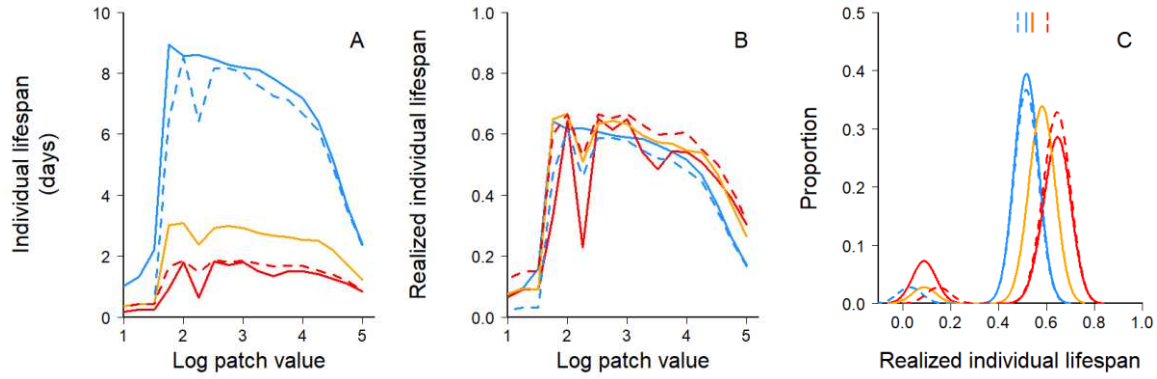 A
Individual lifespan
(days)
10
8
6
4
2
0
1 2 3 4 5
Log patch value
B
Realized individual lifespan
1.0
0.8
0.6
0.4
0.2
0.0
1 2 3 4 5
Log patch value
C
Proportion
0.5
0.4
0.3
0.2
0.1
0.0
0.0 0.2 0.4 0.6 0.8 1.0
Realized individual lifespan